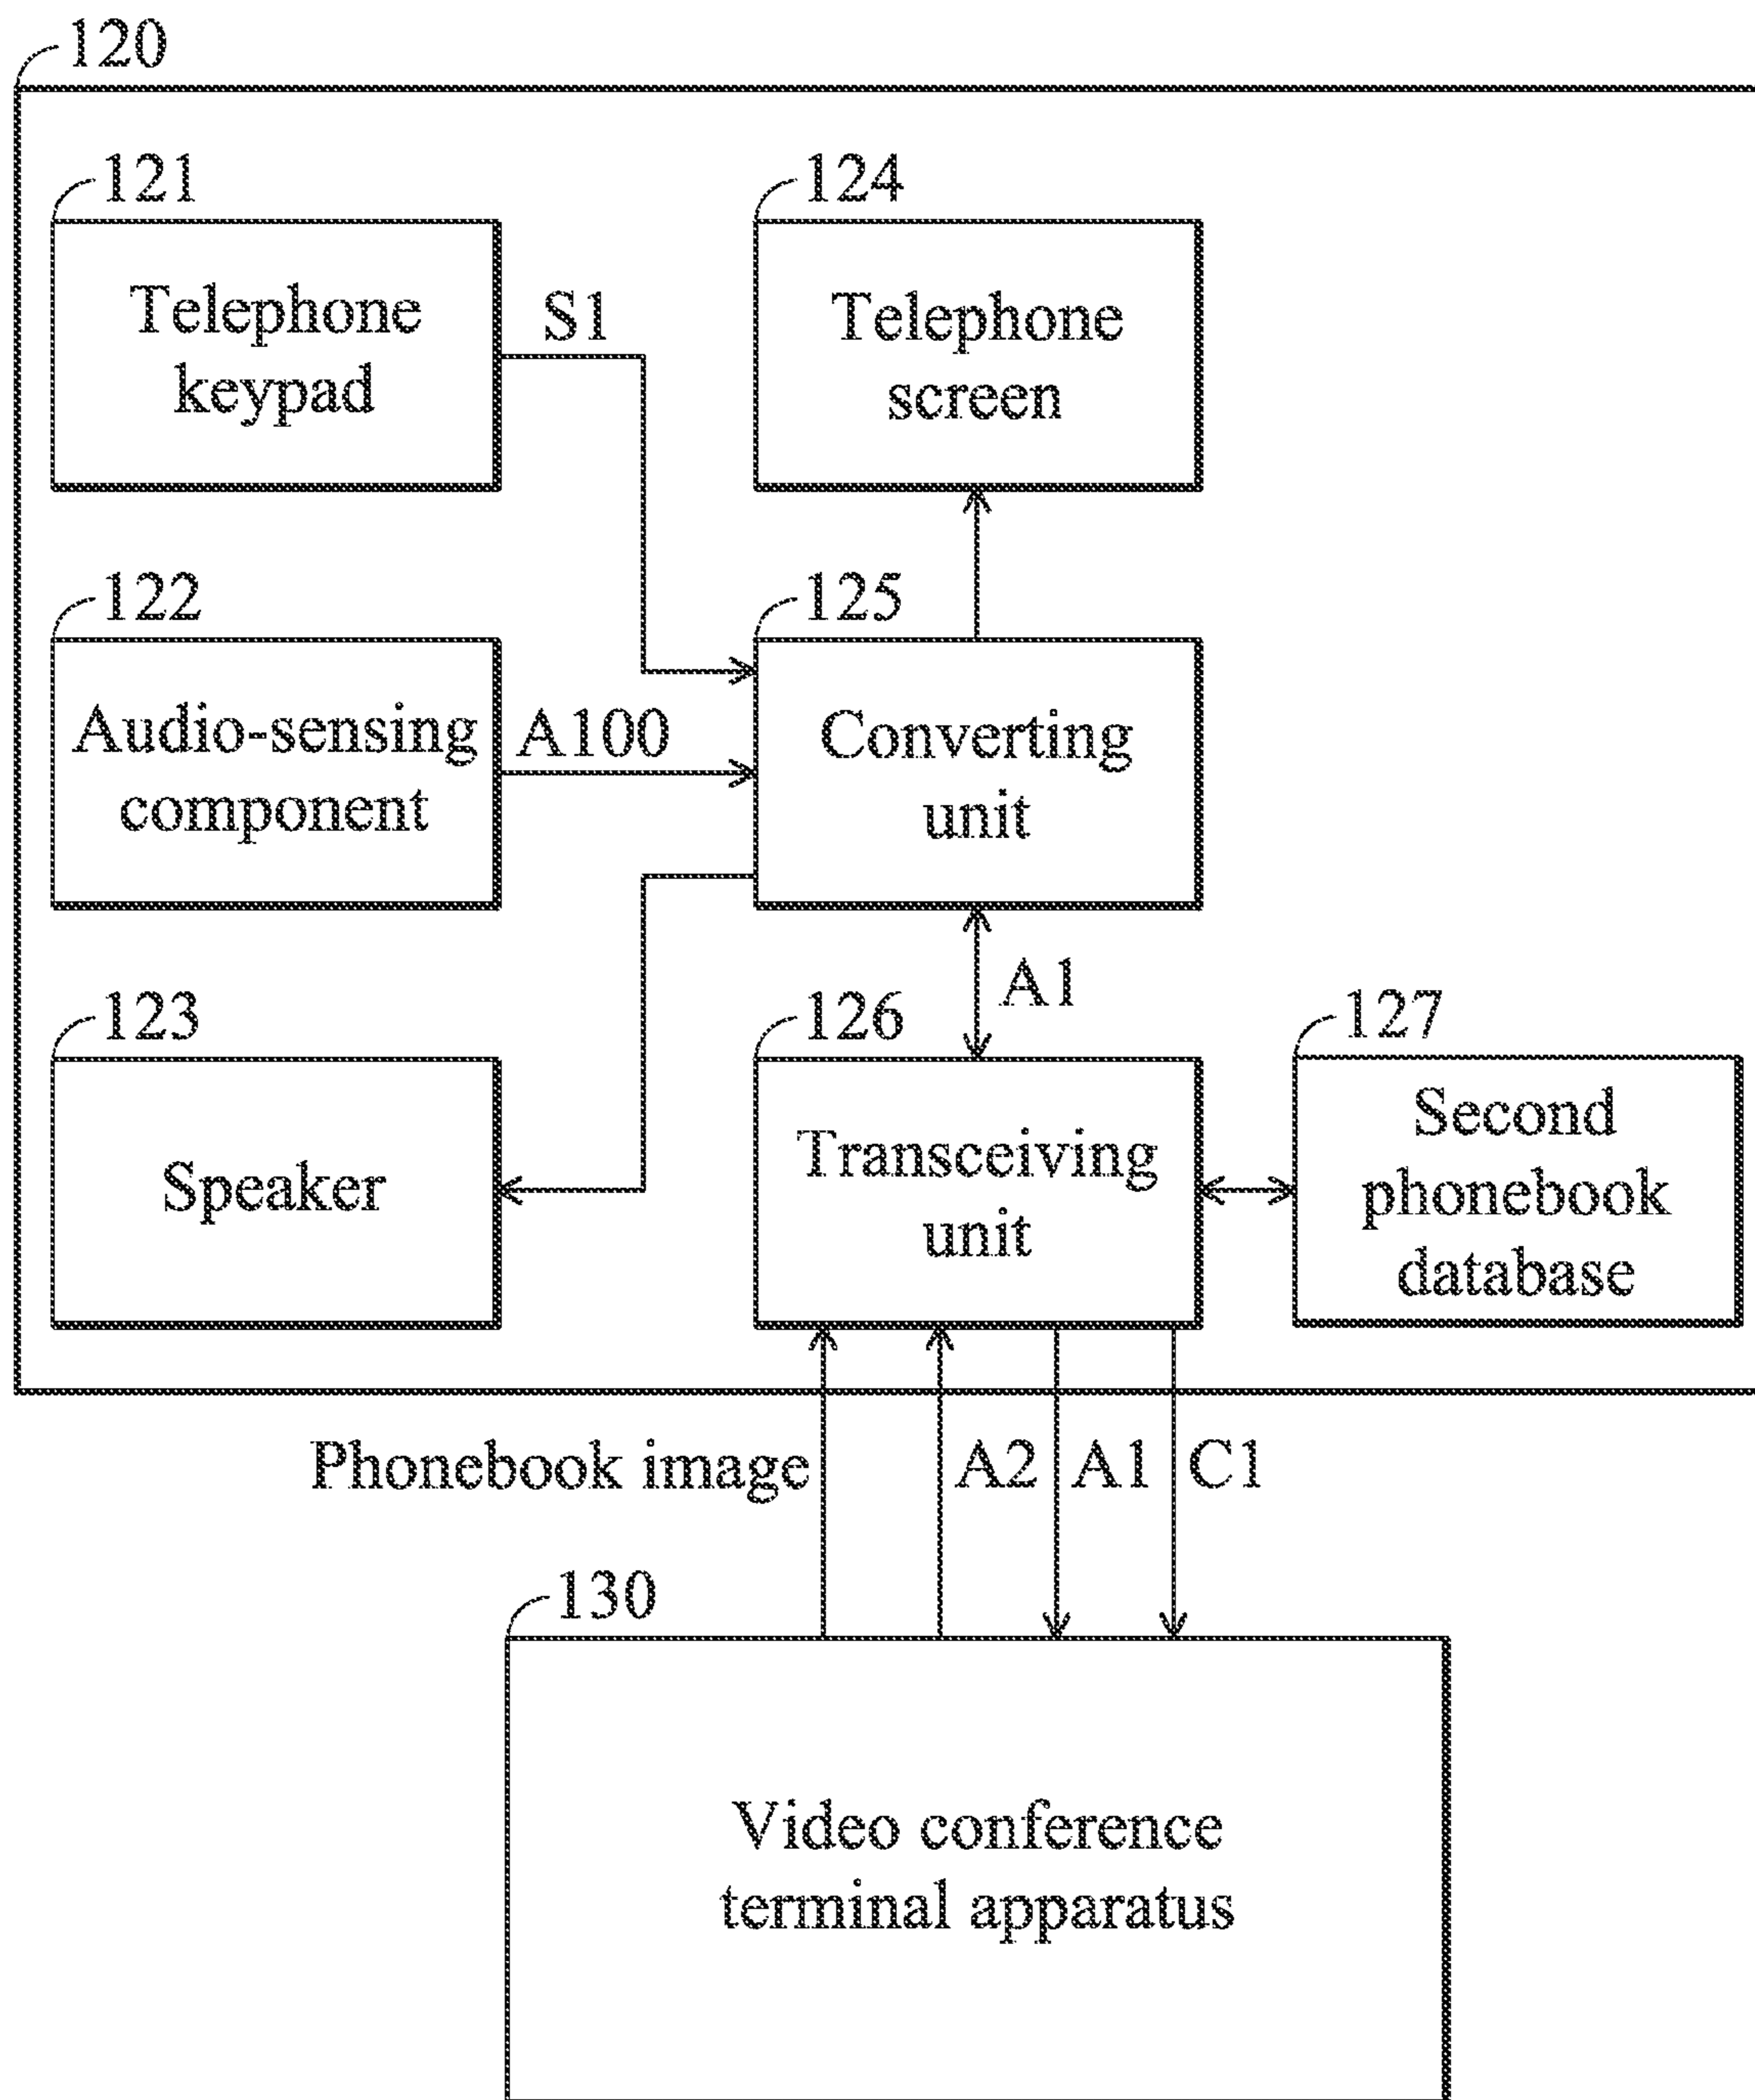 120
121
Telephone
keypad
S1
124
Telephone
screen
122
Audio-sensing
component
A100
125
Converting
unit
A1
123
Speaker
126
Transceiving
unit
127
Second
phonebook
database
Phonebook image
A2
A1
C1
130
Video conference
terminal apparatus